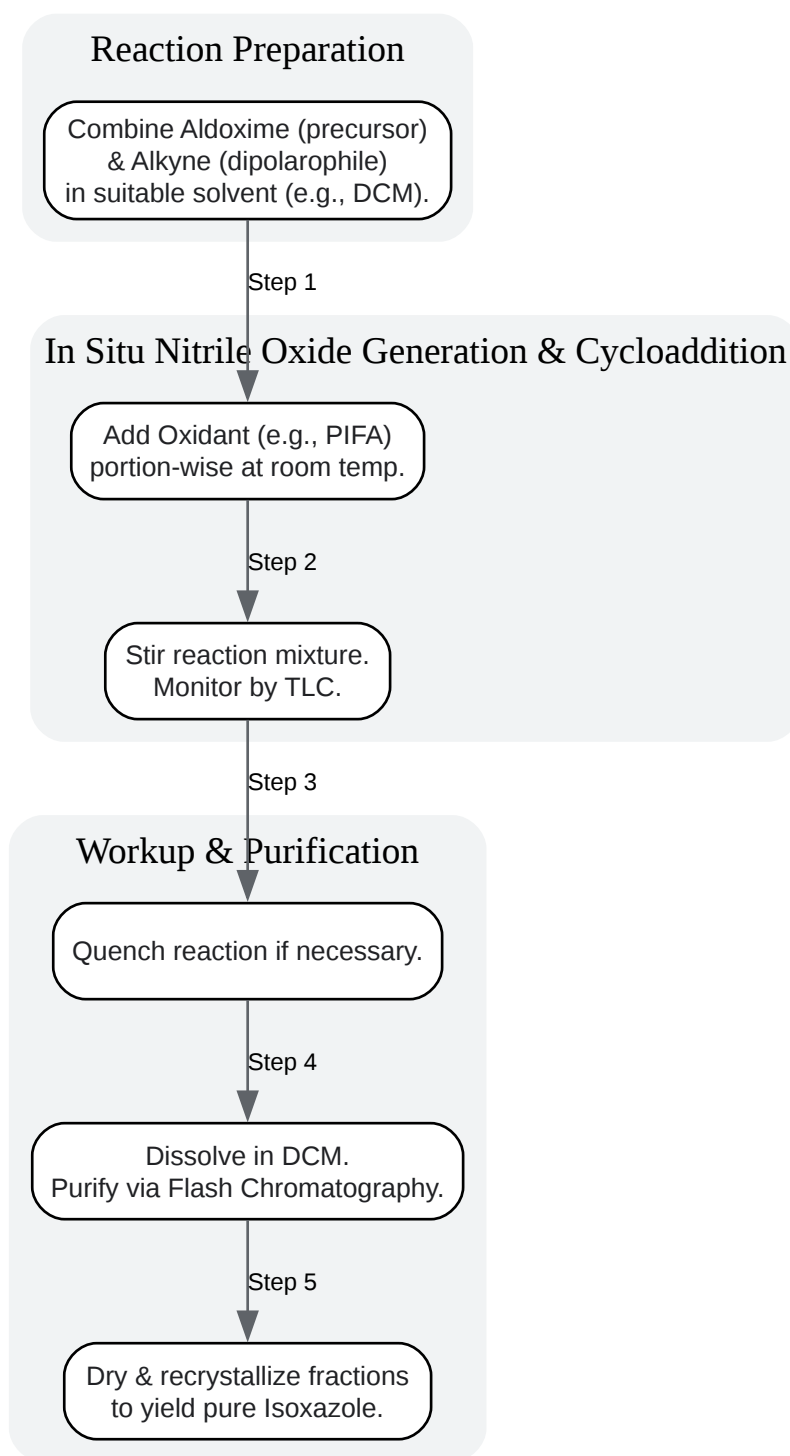 Reaction Preparation
Combine Aldoxime (precursor)
& Alkyne (dipolarophile)
in suitable solvent (e.g., DCM).
Step 1
In Situ Nitrile Oxide Generation & Cycloaddition
Add Oxidant (e.g., PIFA)
portion-wise at room temp.
Step 2
Stir reaction mixture.
Monitor by TLC.
Step 3
Workup & Purification
Quench reaction if necessary.
Step 4
Dissolve in DCM.
Purify via Flash Chromatography.
Step 5
Dry & recrystallize fractions
to yield pure Isoxazole.